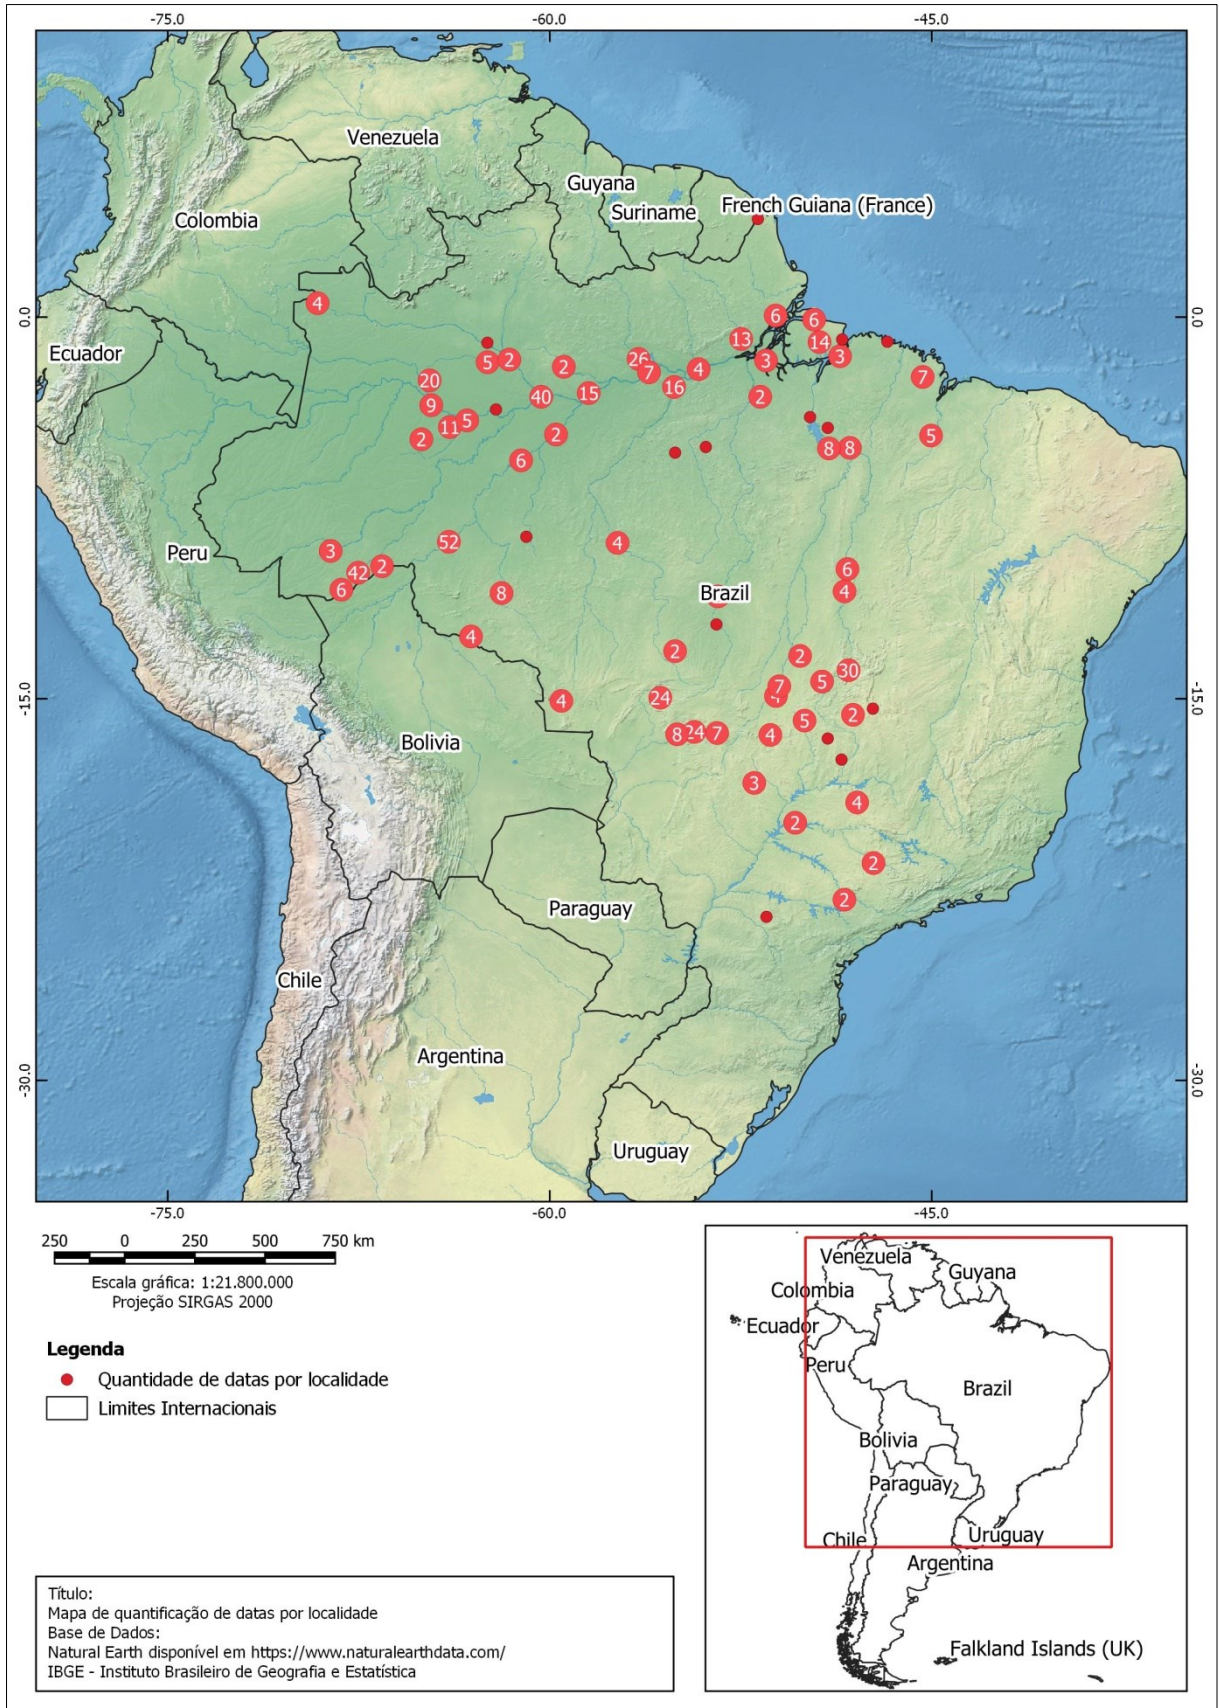 -75.0 -60.0 -45.0
Venezuela
Guyana
Suriname
French Guiana (France)
Colombia
0.0 0.0
4
6
6
13
14
3
3
Ecuador
5
2
2
26
7
4
16
7
20
40
15
2
9
11
5
2
2
5
8
8
6
52
3
42
2
6
4
6
4
Peru
8
Brazil
4
2
2
30
5
7
4
-15.0 -15.0
4
24
2
5
8
24
7
4
Bolivia
3
4
2
2
2
Paraguay
Chile
Argentina
-30.0 -30.0
Uruguay
-75.0 -60.0 -45.0
250 0 250 500 750 km
Escala gráfica: 1:21.800.000
Projeção SIRGAS 2000
Legenda
Quantidade de datas por localidade
Limites Internacionais
Título:
Mapa de quantificação de datas por localidade
Base de Dados:
Natural Earth disponível em https://www.naturalearthdata.com/
IBGE - Instituto Brasileiro de Geografia e Estatística
Venezuela
Guyana
Colombia
Ecuador
Peru
Brazil
Bolivia
Paraguay
Chile
Uruguay
Argentina
Falkland Islands (UK)